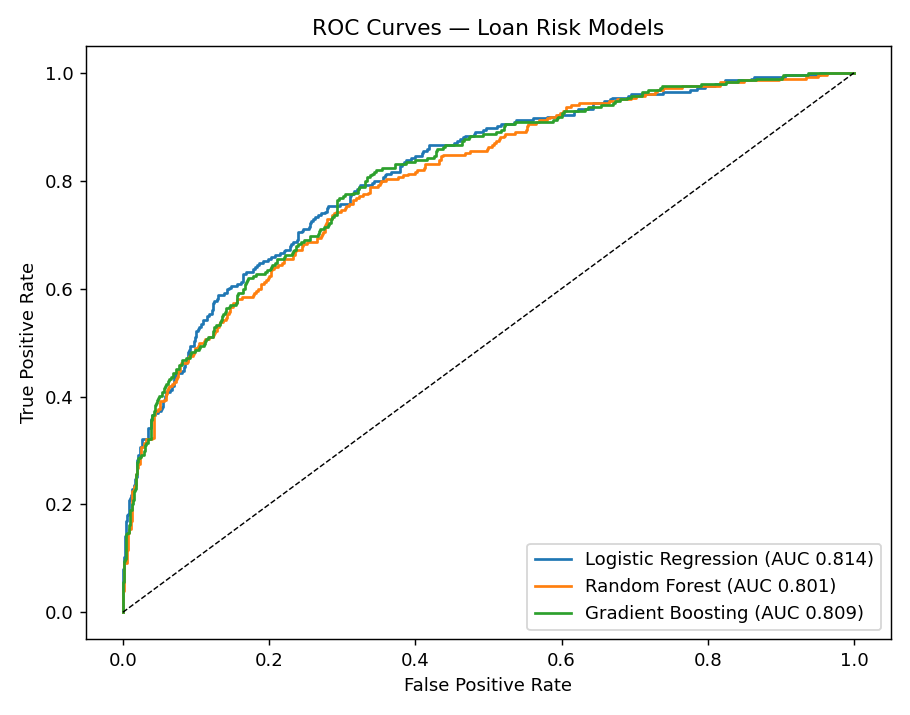 ROC Curves — Loan Risk Models
True Positive Rate
1.0
0.8
0.6
0.4
0.2
0.0
Logistic Regression (AUC 0.814)
Random Forest (AUC 0.801)
Gradient Boosting (AUC 0.809)
0.0 0.2 0.4 0.6 0.8 1.0
False Positive Rate